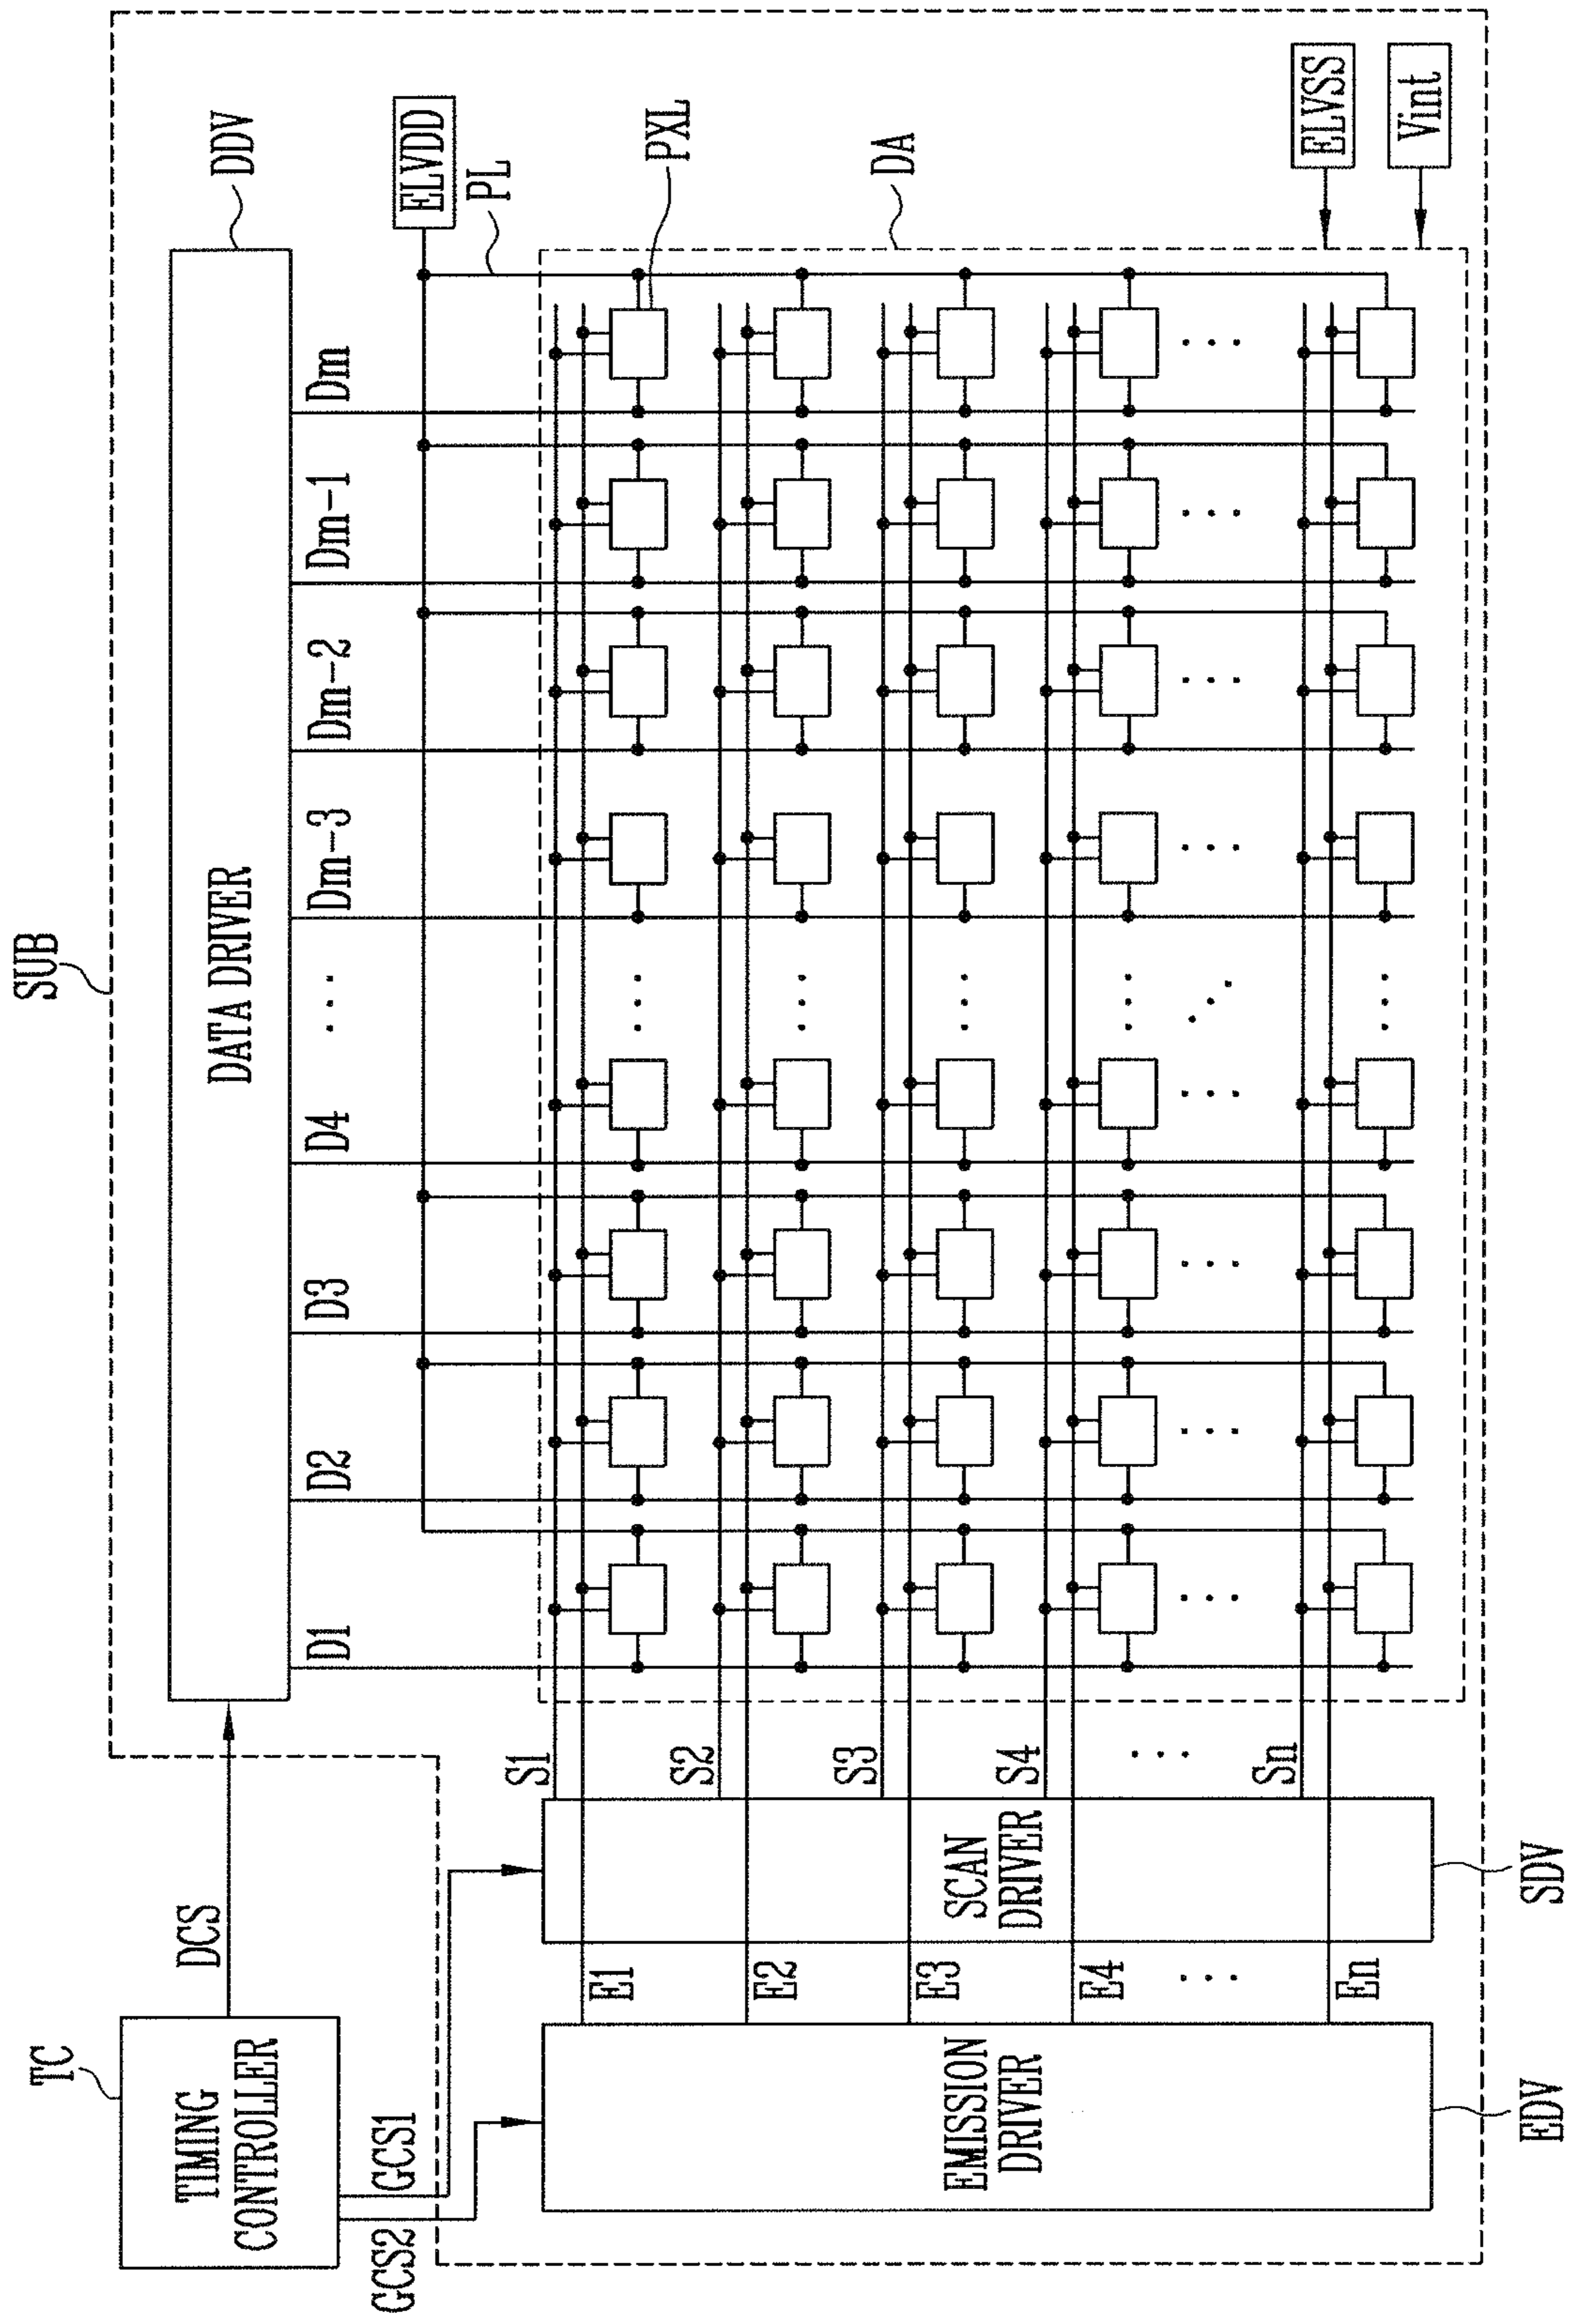 SUB
TC
TIMING
CONTROLLER
DCS
DATA DRIVER
DDV
GCS2
GCS1
D1
D2
D3
D4
. . .
Dm-3
Dm-2
Dm-1
Dm
ELVDD
PL
PXL
DA
ELVSS
Vint
EMISSION
DRIVER
EDV
E1
E2
E3
E4
. . .
En
SCAN
DRIVER
SDV
S1
S2
S3
S4
. . .
Sn